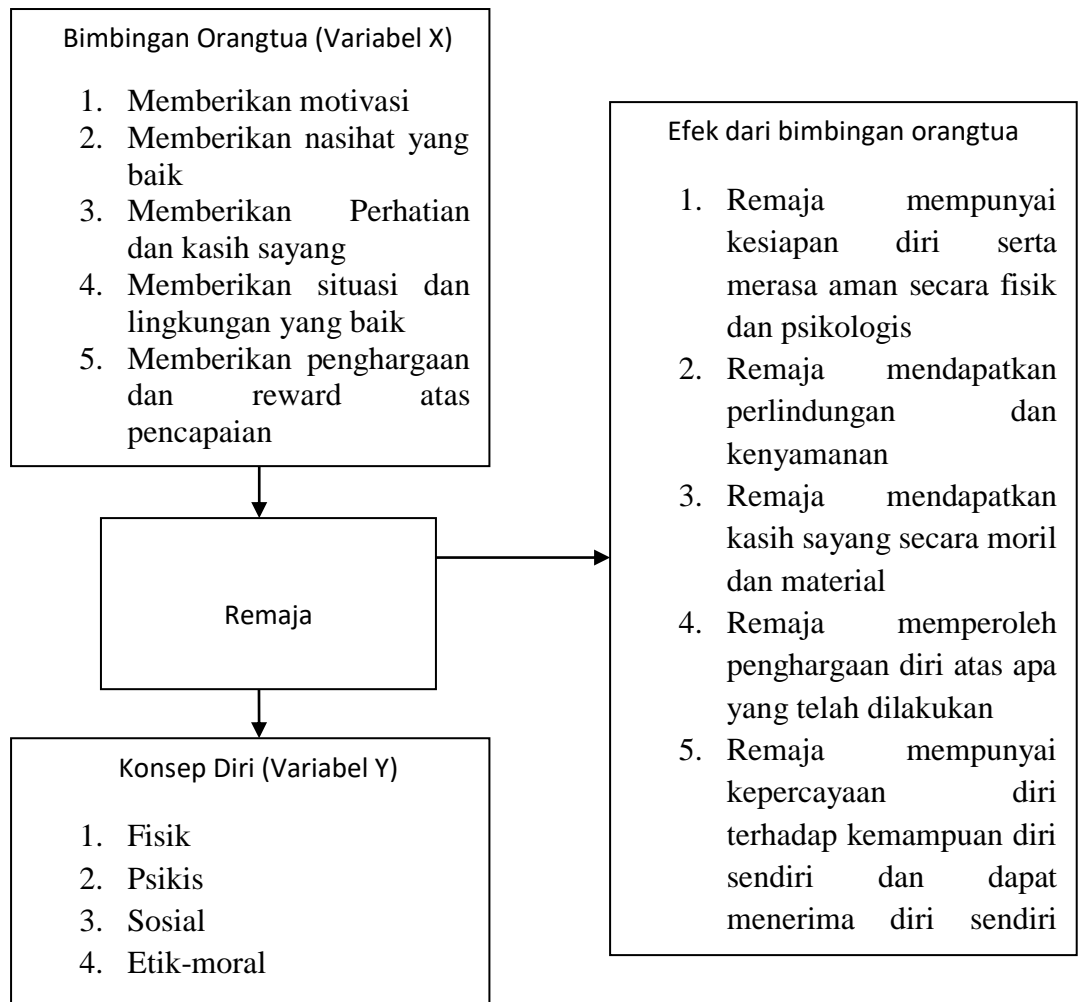 Bimbingan Orangtua (Variabel X)
1. Memberikan motivasi
2. Memberikan nasihat yang
baik
3. Memberikan Perhatian
dan kasih sayang
4. Memberikan situasi dan
lingkungan yang baik
5. Memberikan penghargaan
dan reward atas
pencapaian
Remaja
Konsep Diri (Variabel Y)
1. Fisik
2. Psikis
3. Sosial
4. Etik-moral
Efek dari bimbingan orangtua
1. Remaja mempunyai
kesiapan diri serta
merasa aman secara fisik
dan psikologis
2. Remaja mendapatkan
perlindungan dan
kenyamanan
3. Remaja mendapatkan
kasih sayang secara moril
dan material
4. Remaja memperoleh
penghargaan diri atas apa
yang telah dilakukan
5. Remaja mempunyai
kepercayaan diri
terhadap kemampuan diri
sendiri dan dapat
menerima diri sendiri